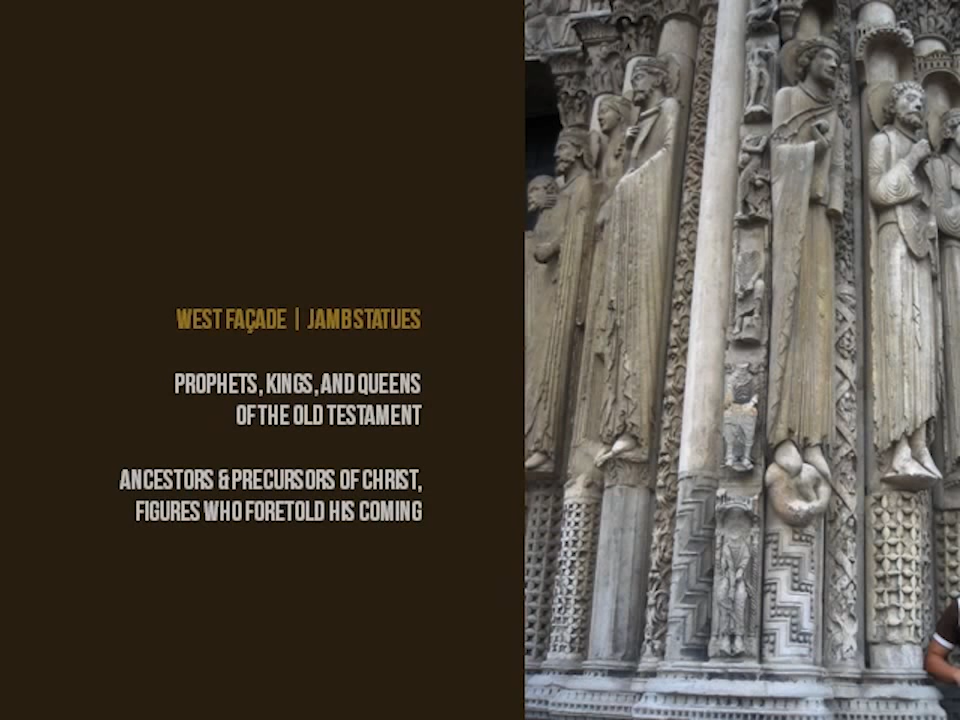 WEST FAÇADE | JAMB STATUES
PROPHETS, KINGS, AND QUEENS
OF THE OLD TESTAMENT
ANCESTORS & PRECURSORS OF CHRIST,
FIGURES WHO FORETOLD HIS COMING